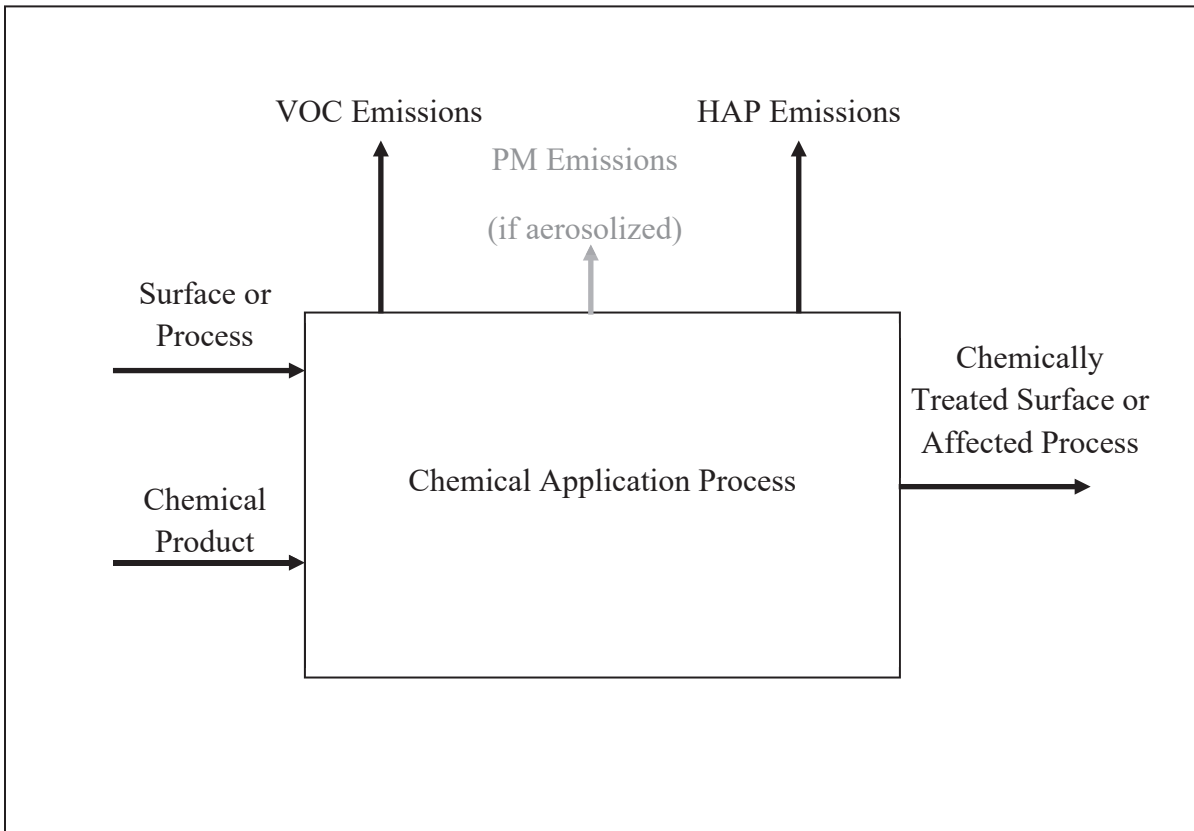 VOC Emissions
HAP Emissions
PM Emissions
(if aerosolized)
Surface or
Process
Chemically
Treated Surface or
Affected Process
Chemical Application Process
Chemical
Product